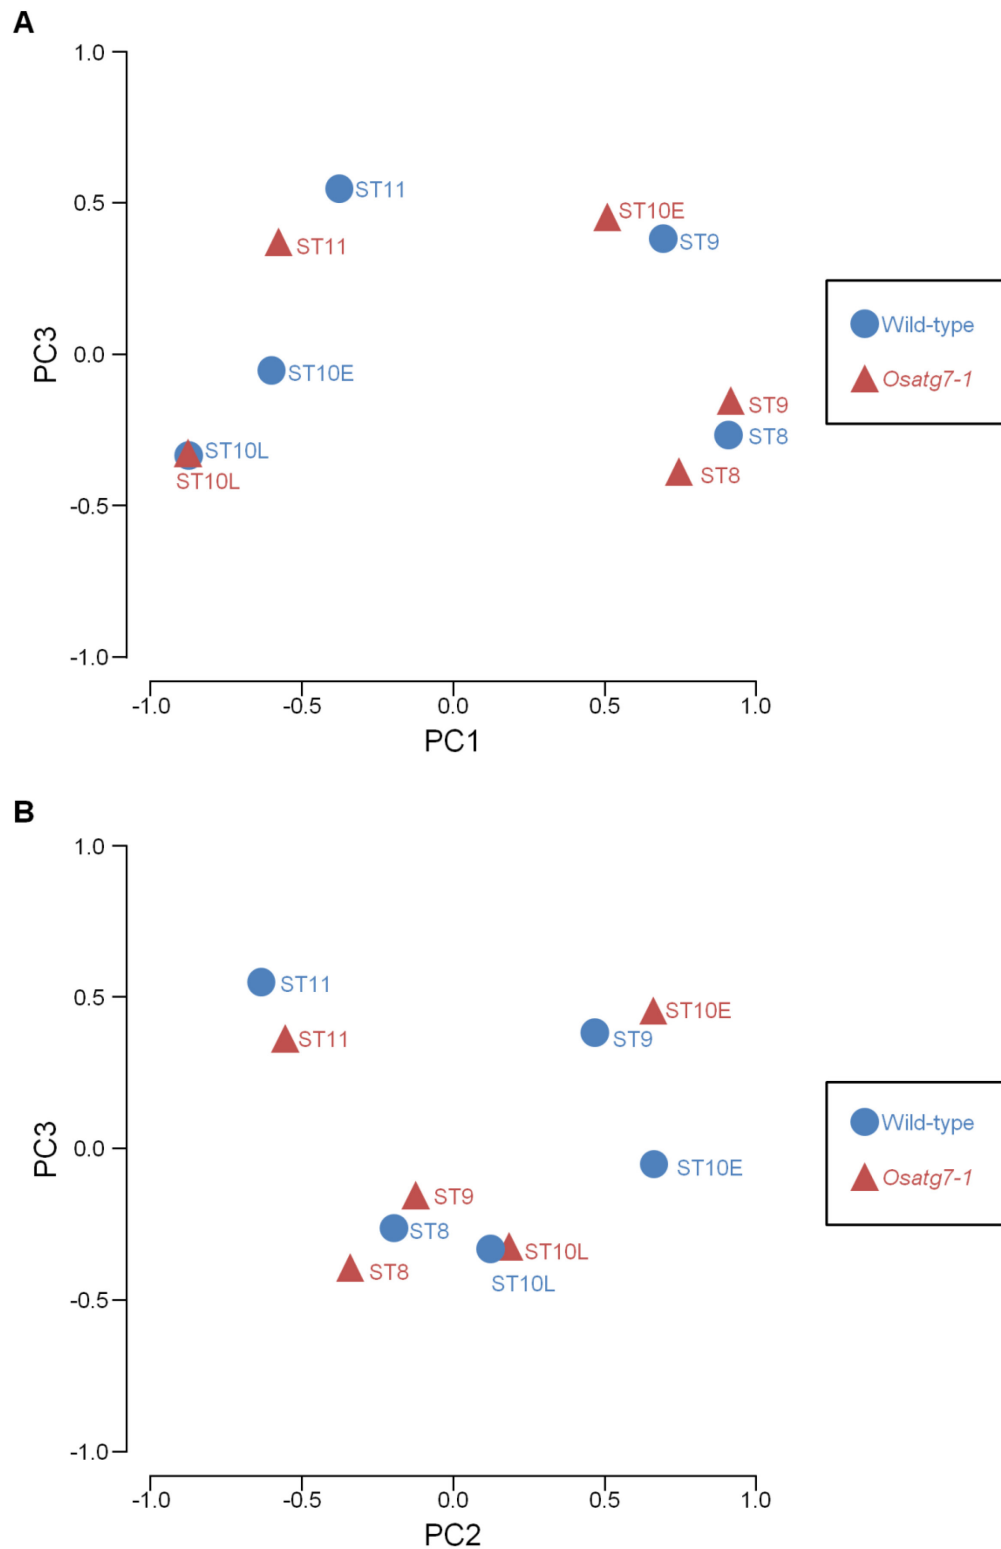 A
1.0
ST11
ST10E
0.5
ST9
ST11
Wild-type
PC3
0.0
ST10E
Osatg7-1
ST9
ST10L
ST8
ST10L
ST8
-0.5
-1.0
-1.0 -0.5 0.0 0.5 1.0
PC1
B
1.0
ST11
0.5
ST10E
ST11
ST9
Wild-type
PC3
0.0
ST10E
Osatg7-1
ST9
ST8
ST10L
ST8
ST10L
-0.5
-1.0
-1.0 -0.5 0.0 0.5 1.0
PC2